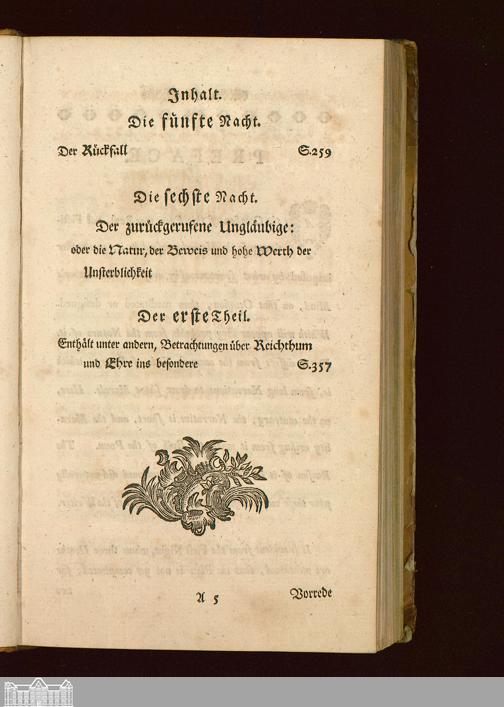 Inhalt.
Die fünfte Nacht.
Der Rückfall S.259
Die sechste Nacht.
Der zurückgerufene Ungläubige:
oder die Natur, der Beweis und hohe Werth der
Unsterblichkeit
Der erste Theil.
Enthält unter andern, Betrachtungen über Reichthum
und Ehre ins besondere S.357
A 5 Vorrede